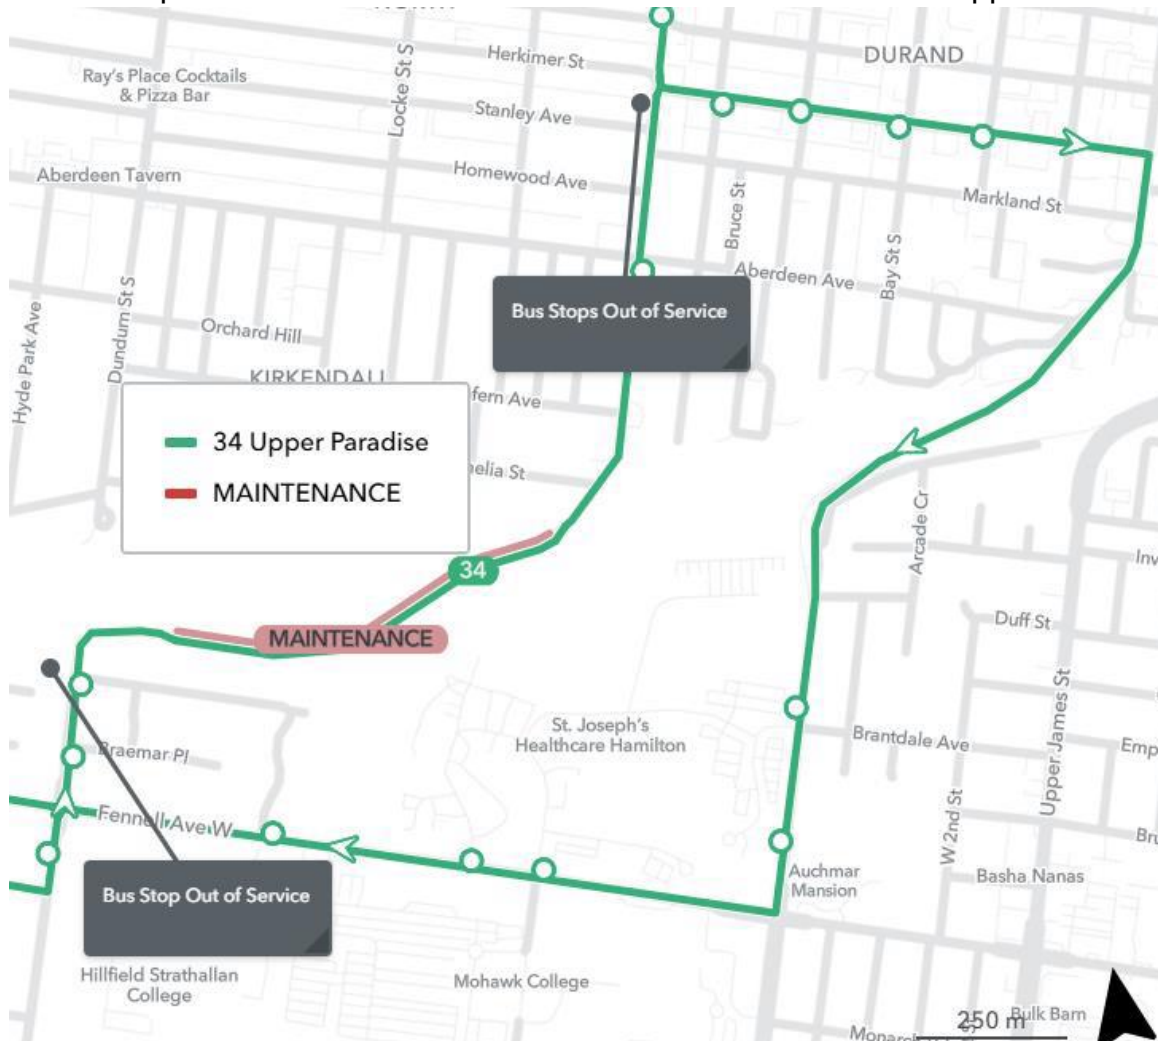 Herkimer St
DURAND
Ray's Place Cocktails
& Pizza Bar
Locke St S
Stanley Ave
Homewood Ave
Aberdeen Tavern
Markland St
Bruce St
Bay St S
Aberdeen Ave
Bus Stops Out of Service
Hyde Park Ave
Dundurn St S
Orchard Hill
34 Upper Paradise
MAINTENANCE
Arcade Cr
34
Duff St
MAINTENANCE
St. Joseph's
Healthcare Hamilton
Upper James St
Brantdale Ave
Braemar Pl
Fennell Ave W
W 2nd St
Bus Stop Out of Service
Auchmar
Mansion
Basha Nanas
Hillfield Strathallan
College
Mohawk College
250 m
Bulk Barn